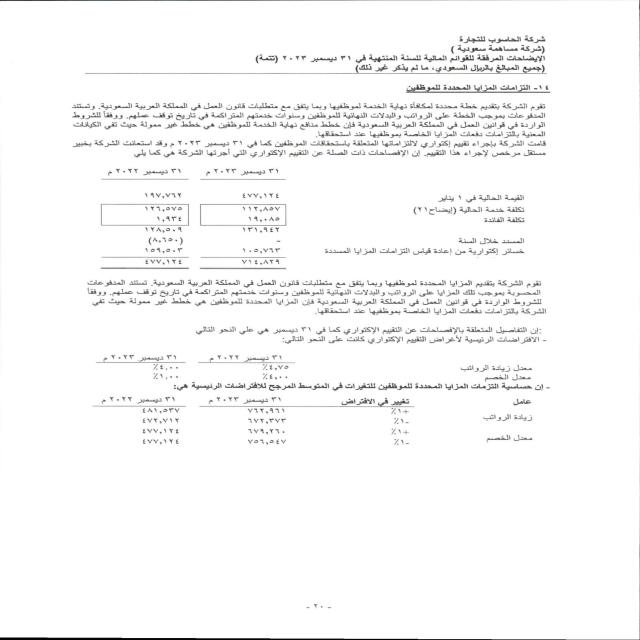 شركة الحاسوب للتجارة
(شركة مساهمة سعودية )
الايضاحات المرفقة للقوائم المالية للسنة المنتهية في ٣١ ديسمبر ٢٠٢٣ (تتمة)
(جميع المبالغ بالريال السعودي، ما لم يذكر غير ذلك)
١٤- التزامات المزايا المحددة للموظفين
تقوم الشركة بتقديم خطة محددة لمكافأة نهاية الخدمة لموظفيها وبما يتفق مع متطلبات قانون العمل في المملكة العربية السعودية. وتستند
المدفوعات بموجب الخطة على الرواتب والبدلات النهائية للموظفين وسنوات خدمتهم المتراكمة في تاريخ توقف عملهم. ووفقاً للشروط
الواردة في قوانين العمل في المملكة العربية السعودية فإن خطط منافع نهاية الخدمة للموظفين هي خطط غير ممولة حيث تفي الكيانات
المعنية بالتزامات دفعات المزايا الخاصة بموظفيها عند استحقاقها.
قامت الشركة بإجراء تقييم إكتواري لالتزاماتها المتعلقة باستحقاقات الموظفين كما في ٣١ ديسمبر ٢٠٢٣ م وقد استعانت الشركة بخبير
مستقل مرخص لإجراء هذا التقييم. إن الإفصاحات ذات الصلة عن التقييم الإكتواري التي أجرتها الشركة هي كما يلي
٣١ ديسمبر ٢٠٢٣ م ٣١ ديسمبر ٢٠٢٢ م
القيمة الحالية في ١ يناير ٤٧٧,١٢٤ ١٩٧,٧٦٢
تكلفة خدمة الحالية (إيضاح٢١) ١١٢,٨٥٧ ١٢٦,٥٧٥
تكلفة الفائدة ١٩,٠٨٥ ١,٩٣٤
١٣١,٩٤٢ ١٢٨,٥٠٩
المسدد خلال السنة - (٨,٦٥٠)
خسائر إكتوارية من إعادة قياس التزامات المزايا المسددة ١٠٥,٧٦٣ ١٥٩,٥٠٣
٧١٤,٨٢٩ ٤٧٧,١٢٤
تقوم الشركة بتقديم المزايا المحددة لموظفيها وبما يتفق مع متطلبات قانون العمل في المملكة العربية السعودية. تستند المدفوعات
المحسوبة بموجب تلك المزايا على الرواتب والبدلات النهائية للموظفين وسنوات خدمتهم المتراكمة في تاريخ توقف عملهم. ووفقاً
للشروط الواردة في قوانين العمل في المملكة العربية السعودية فإن المزايا المحددة للموظفين هي خطط غير ممولة حيث تفي
الشركة بالتزامات دفعات المزايا الخاصة بموظفيها عند استحقاقها.
:إن التفاصيل المتعلقة بالإفصاحات عن التقييم الإكتواري كما في ٣١ ديسمبر هي على النحو التالي
- الافتراضات الرئيسية لأغراض التقييم الإكتواري كانت على النحو التالي:
٣١ ديسمبر ٢٠٢٢ م ٣١ ديسمبر ٢٠٢٣ م
معدل زيادة الرواتب ٤,٧٥٪ ٤,٠٠٪
معدل الخصم ٤,٠٠٪ ١,٠٠٪
- إن حساسية التزمات المزايا المحددة للموظفين للتغيرات في المتوسط المرجح للافتراضات الرئيسية هي:
عامل تغيير في الافتراض ٣١ ديسمبر ٢٠٢٣ م ٣١ ديسمبر ٢٠٢٢ م
زيادة الرواتب +١٪ ٧٦٢,٩٦١ ٤٨١,٥٣٧
-١٪ ٦٧٢,٣٧٣ ٤٧٢,٧١٢
معدل الخصم +١٪ ٦٧٩,٢٦٠ ٤٧٧,١٢٤
-١٪ ٧٥٦,٥٤٧ ٤٧٧,١٢٤
- ٢٠ -